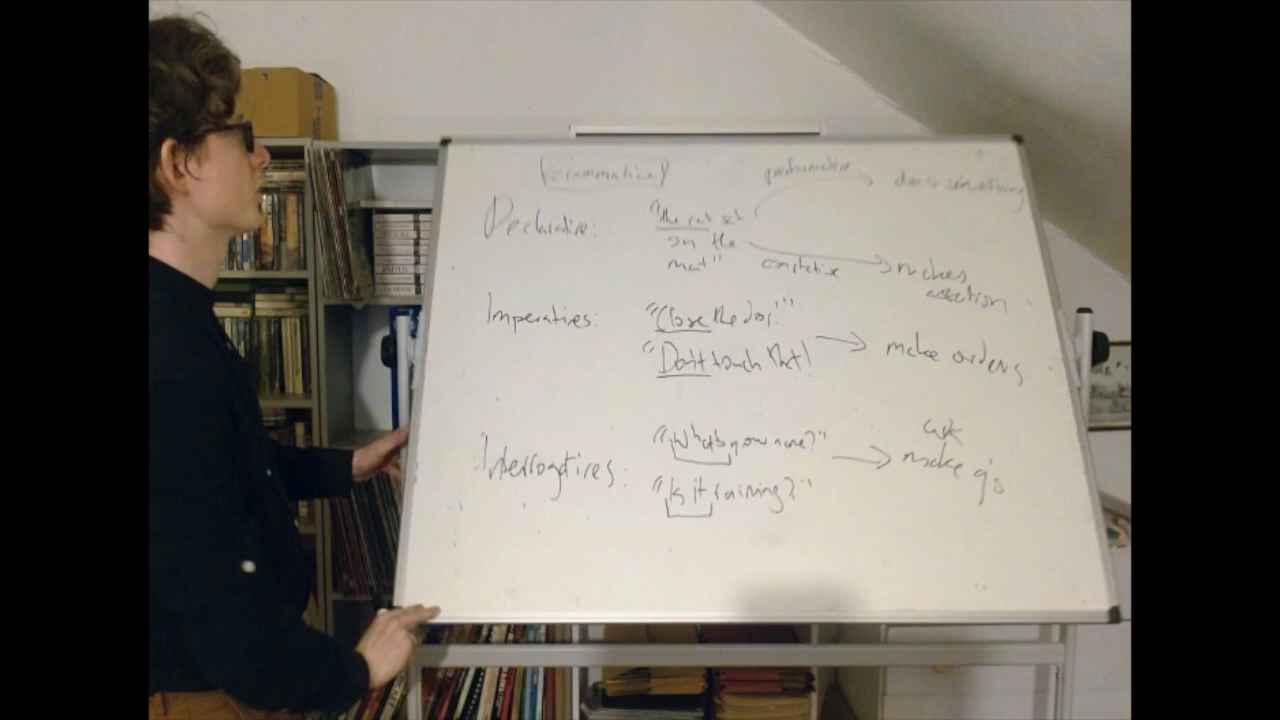 (Grammatical)
performative
does something
Declarative:
"the cat sat
on the
mat"
constative
makes
assertion
Imperatives:
"Close the door!"
"Don't touch that!
make orders
Interrogatives:
"What's your name?"
"Is it raining?"
ask
make q's